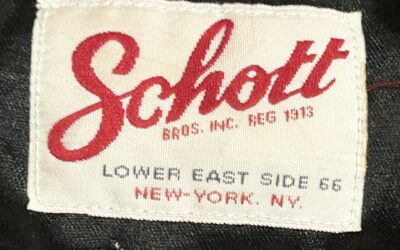 Schott
BROS. INC. REG 1913
LOWER EAST SIDE 66
NEW-YORK. NY.